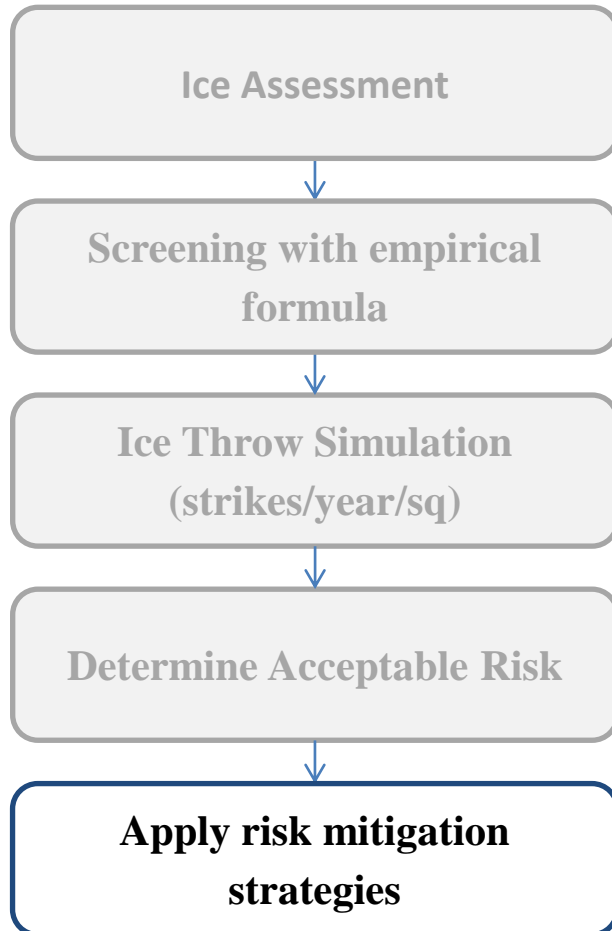 Ice Assessment
Screening with empirical
formula
Ice Throw Simulation
(strikes/year/sq)
Determine Acceptable Risk
Apply risk mitigation
strategies